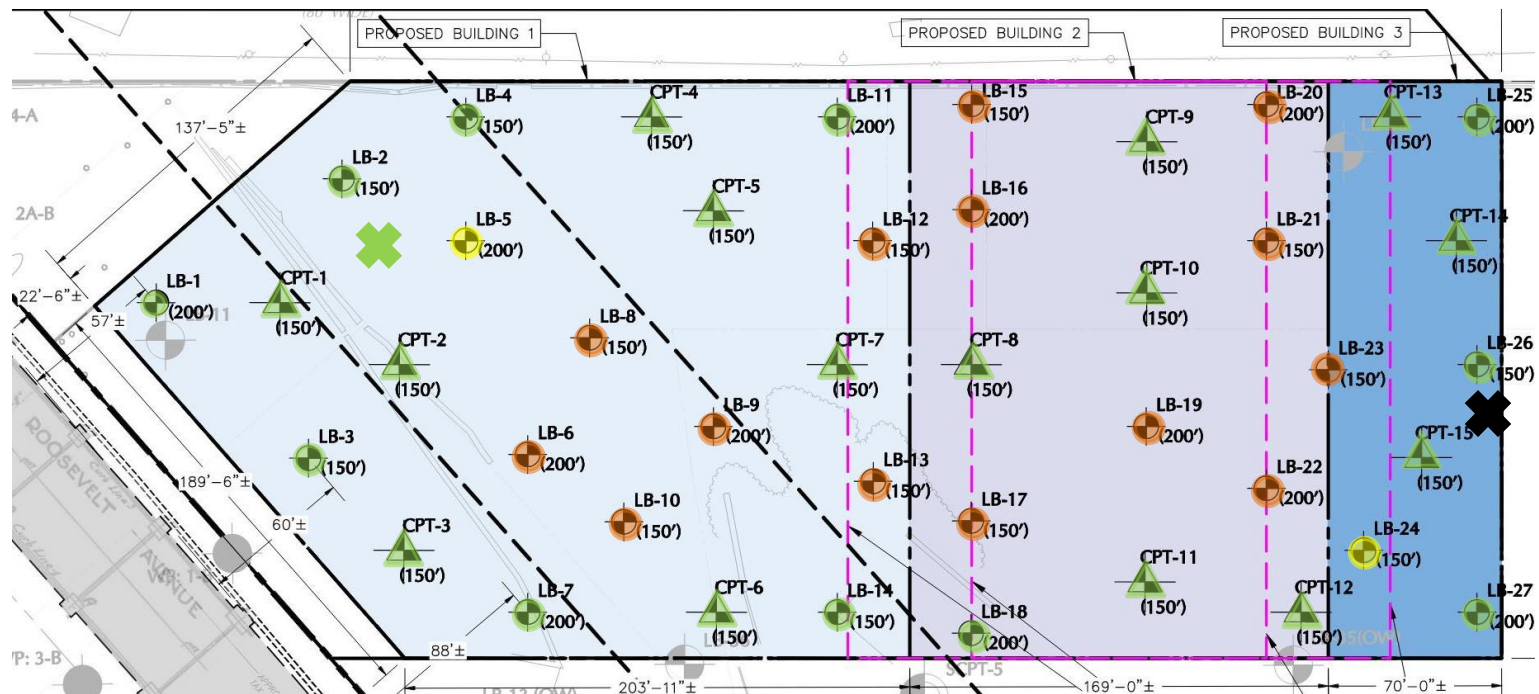 (80' WIDE)
PROPOSED BUILDING 1
PROPOSED BUILDING 2
PROPOSED BUILDING 3
4-A
137'-5"±
LB-4
(150')
CPT-4
(150')
LB-11
(200')
LB-15
(150')
CPT-9
(150')
LB-20
(200')
CPT-13
(150')
LB-25
(200')
LB-2
(150')
CPT-5
(150')
LB-16
(200')
2A-B
LB-5
(200')
LB-12
(150')
LB-21
(150')
CPT-14
(150')
22'-6"±
57'±
LB-1
(200')
CPT-1
(150')
CPT-10
(150')
LB-8
(150')
CPT-2
(150')
CPT-7
(150')
CPT-8
(150')
LB-23
(150')
LB-26
(150')
LB-9
(200')
LB-19
(200')
CPT-15
(150')
ROOSEVELT
AVENUE
LB-3
(150')
LB-6
(200')
LB-13
(150')
LB-22
(200')
189'-6"±
60'±
LB-10
(150')
LB-17
(150')
LB-24
(150')
CPT-3
(150')
CPT-11
(150')
LB-7
(200')
CPT-6
(150')
LB-14
(150')
LB-18
(200')
CPT-12
(150')
LB-27
(200')
88'±
SCPT-5
203'-11"±
169'-0"±
70'-0"±
LB-12 (OW)